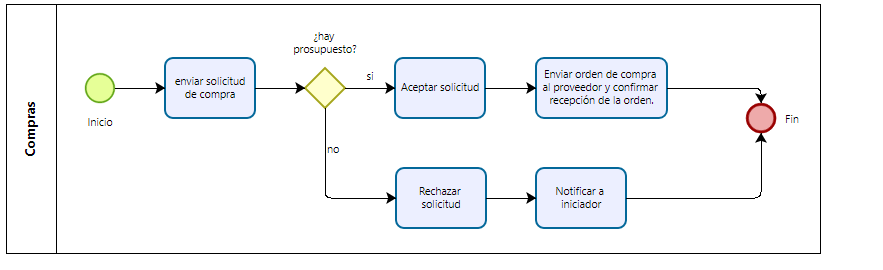 Compras
Inicio
enviar solicitud
de compra
¿hay
prosupuesto?
si
no
Aceptar solicitud
Enviar orden de compra
al proveedor y confirmar
recepción de la orden.
Rechazar
solicitud
Notificar a
iniciador
Fin